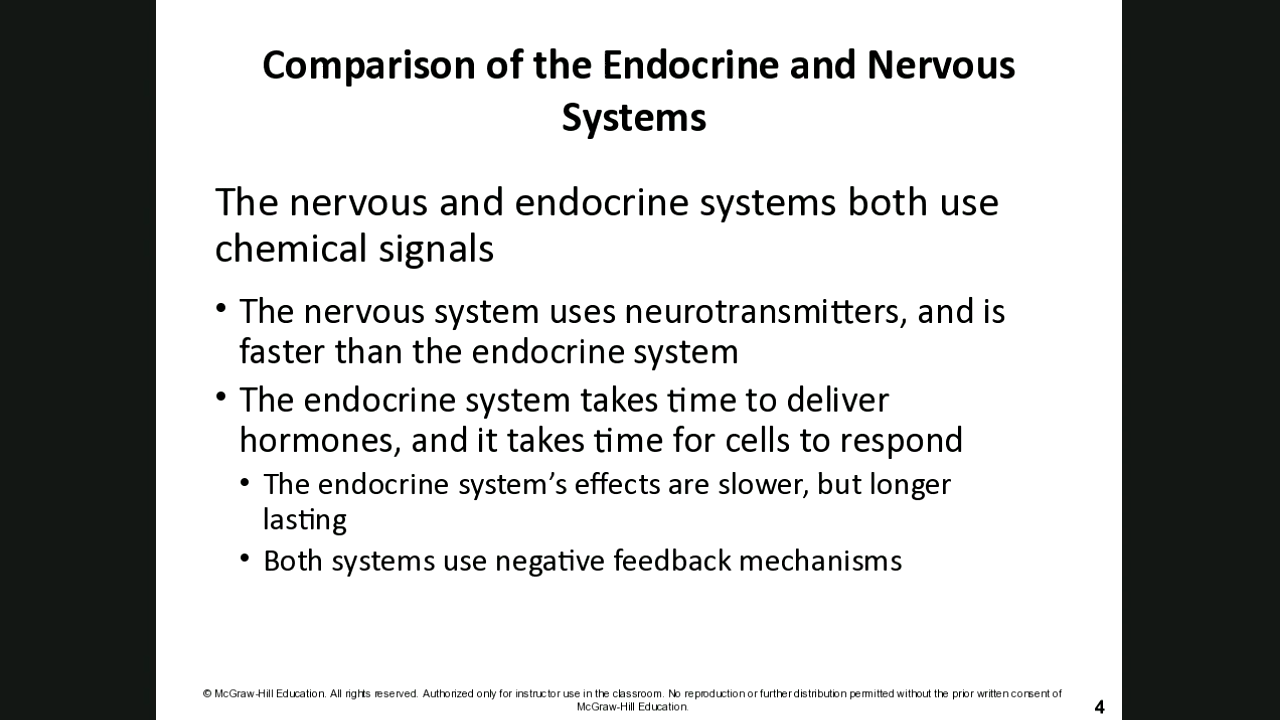 Comparison of the Endocrine and Nervous
Systems
The nervous and endocrine systems both use
chemical signals
• The nervous system uses neurotransmitters, and is
faster than the endocrine system
• The endocrine system takes time to deliver
hormones, and it takes time for cells to respond
• The endocrine system’s effects are slower, but longer
lasting
• Both systems use negative feedback mechanisms
© McGraw-Hill Education. All rights reserved. Authorized only for instructor use in the classroom. No reproduction or further distribution permitted without the prior written consent of
McGraw-Hill Education.
4